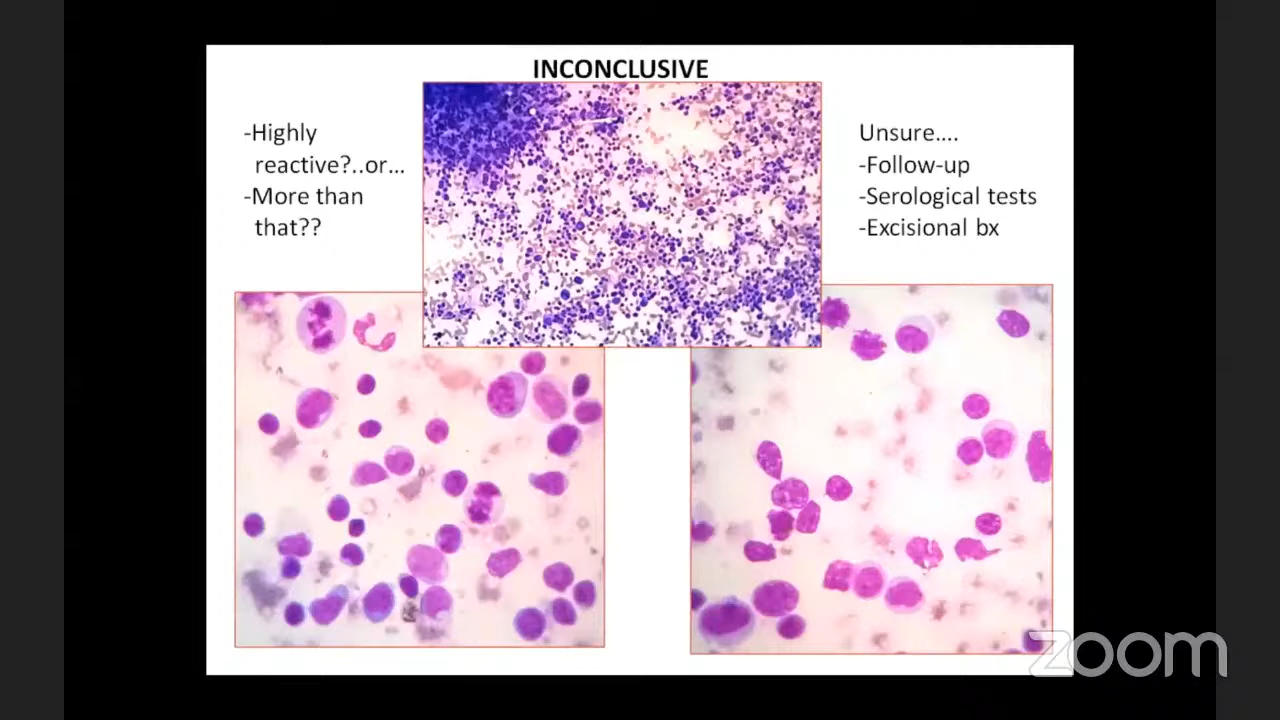 INCONCLUSIVE
-Highly
reactive?..or...
-More than
that??
Unsure....
-Follow-up
-Serological tests
-Excisional bx
zoom